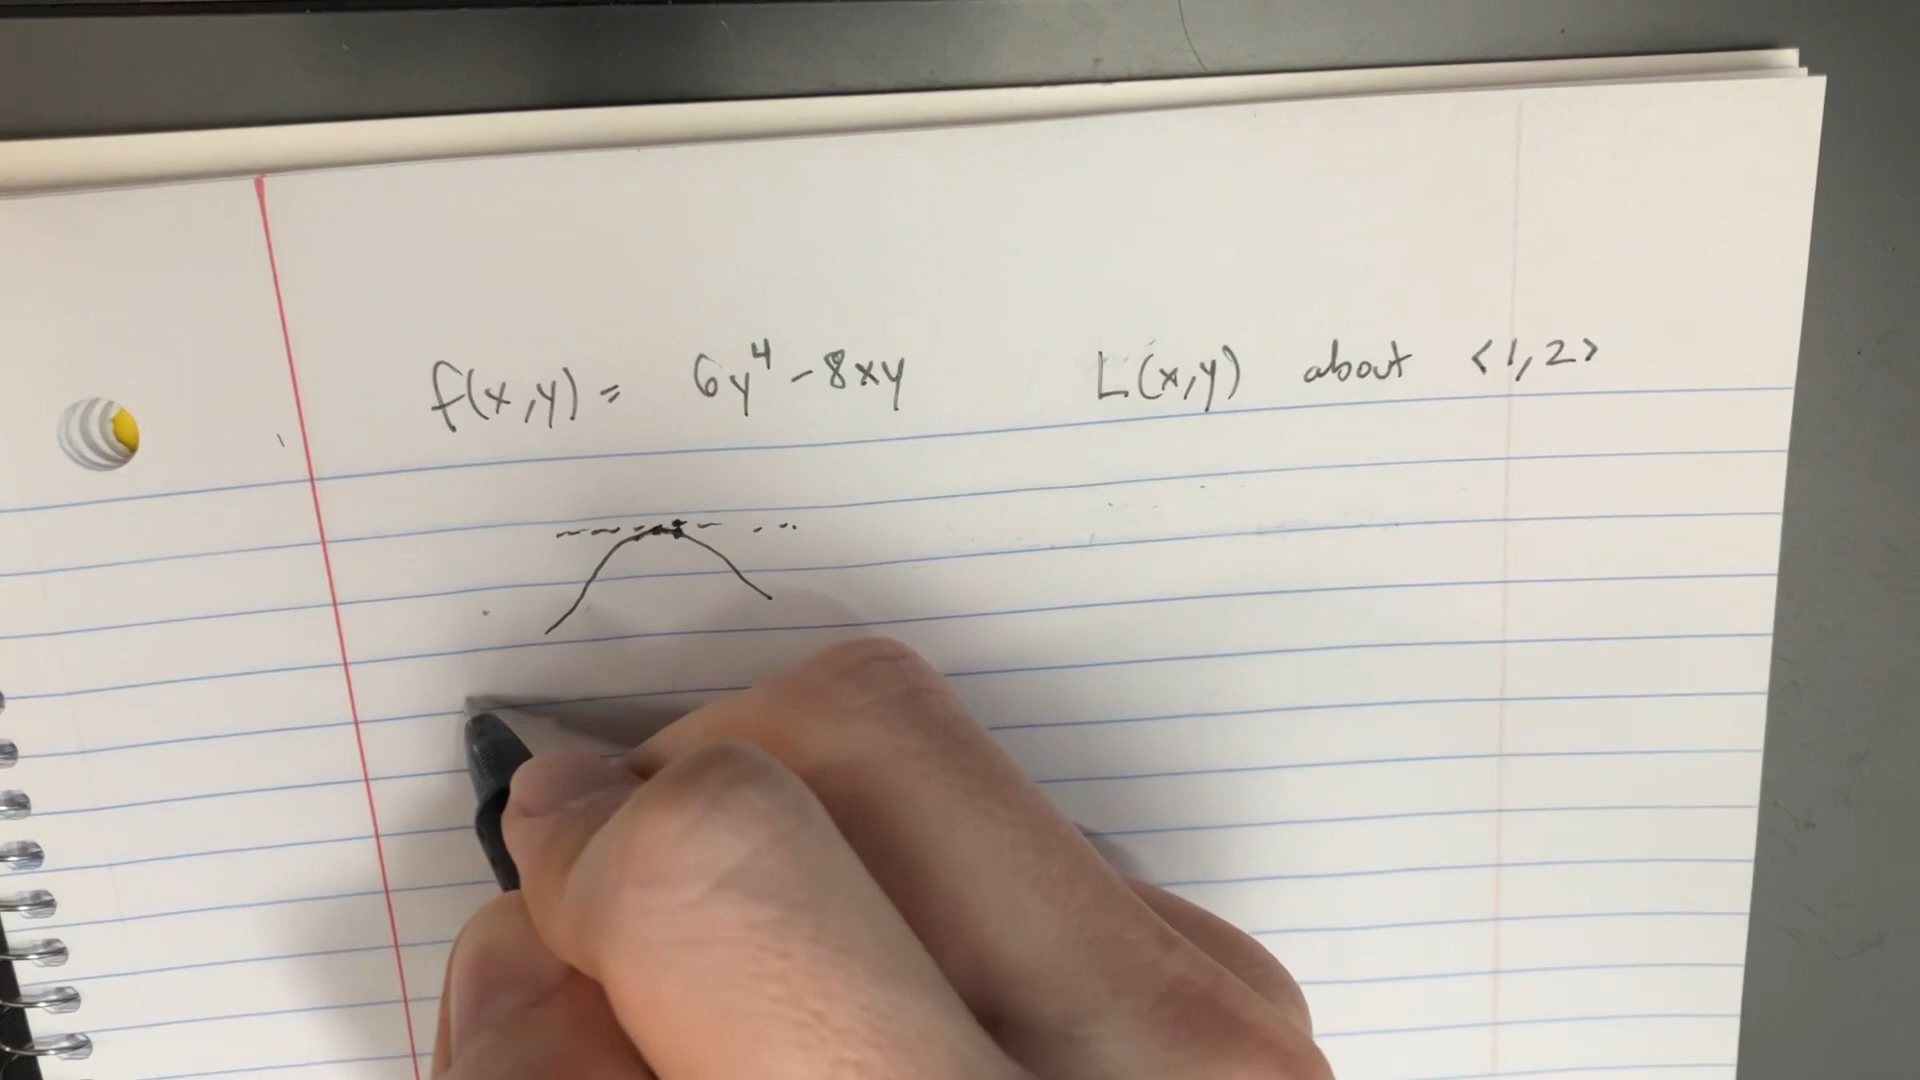 f(x,y) = 6y⁴ - 8xy L(x,y) about <1,2>